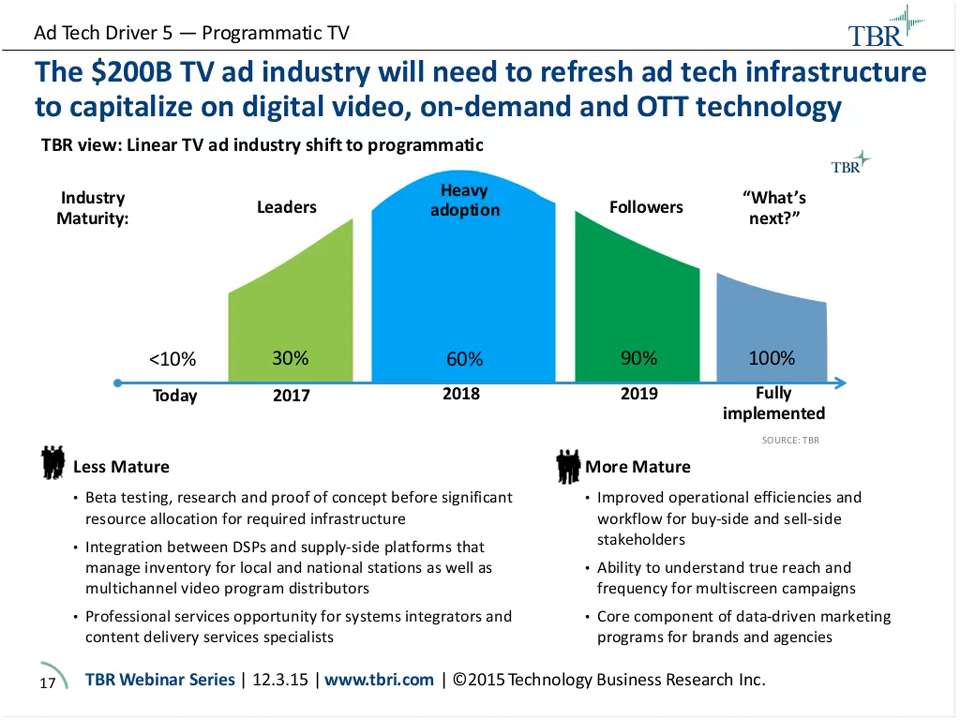 Ad Tech Driver 5 — Programmatic TV
TBR
The $200B TV ad industry will need to refresh ad tech infrastructure
to capitalize on digital video, on-demand and OTT technology
TBR view: Linear TV ad industry shift to programmatic
TBR
Industry
Maturity:
Leaders
Heavy
adoption
Followers
“What’s
next?”
<10%
30%
60%
90%
100%
Today
2017
2018
2019
Fully
implemented
SOURCE: TBR
Less Mature
• Beta testing, research and proof of concept before significant
resource allocation for required infrastructure
• Integration between DSPs and supply-side platforms that
manage inventory for local and national stations as well as
multichannel video program distributors
• Professional services opportunity for systems integrators and
content delivery services specialists
More Mature
• Improved operational efficiencies and
workflow for buy-side and sell-side
stakeholders
• Ability to understand true reach and
frequency for multiscreen campaigns
• Core component of data-driven marketing
programs for brands and agencies
17
TBR Webinar Series | 12.3.15 | www.tbri.com | ©2015 Technology Business Research Inc.